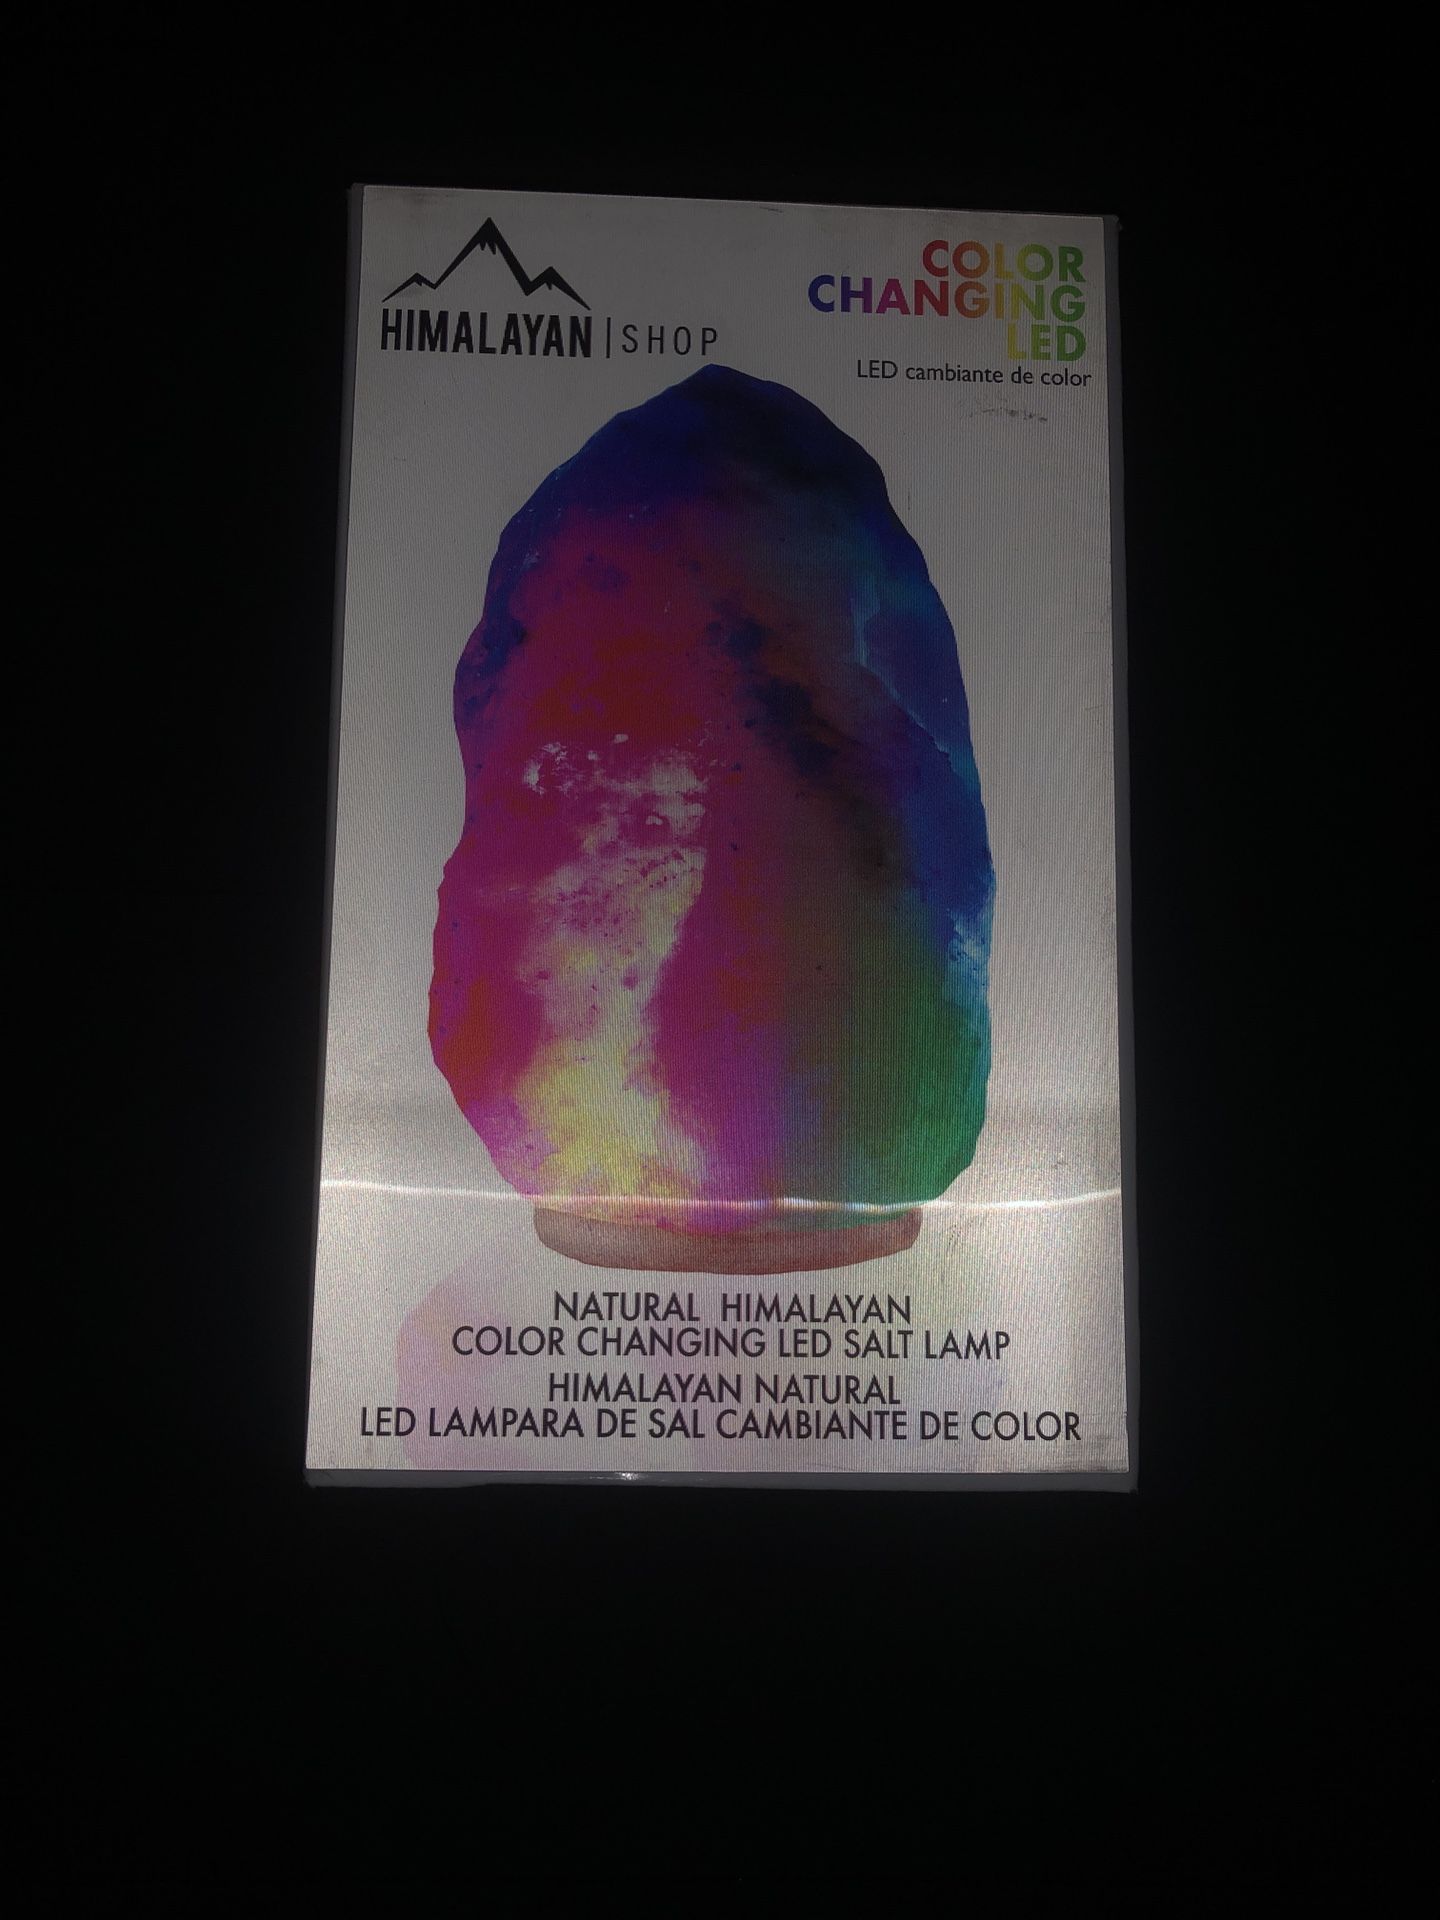 HIMALAYAN | SHOP
COLOR
CHANGING
LED
LED cambiante de color
NATURAL HIMALAYAN
COLOR CHANGING LED SALT LAMP
HIMALAYAN NATURAL
LED LAMPARA DE SAL CAMBIANTE DE COLOR